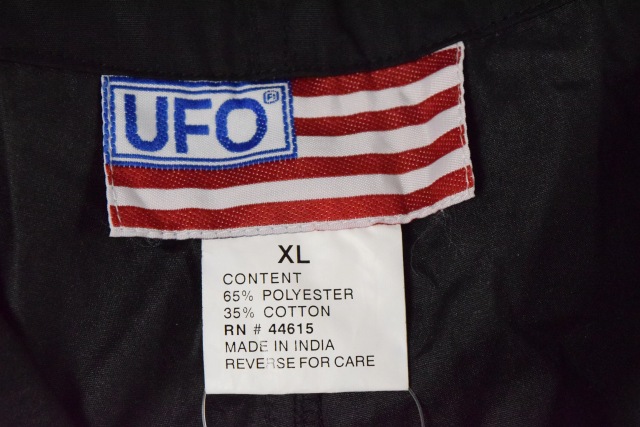 UFO
XL
CONTENT
65% POLYESTER
35% COTTON
RN # 44615
MADE IN INDIA
REVERSE FOR CARE